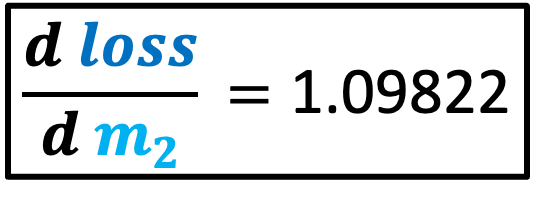 d loss
d m₂
= 1.09822